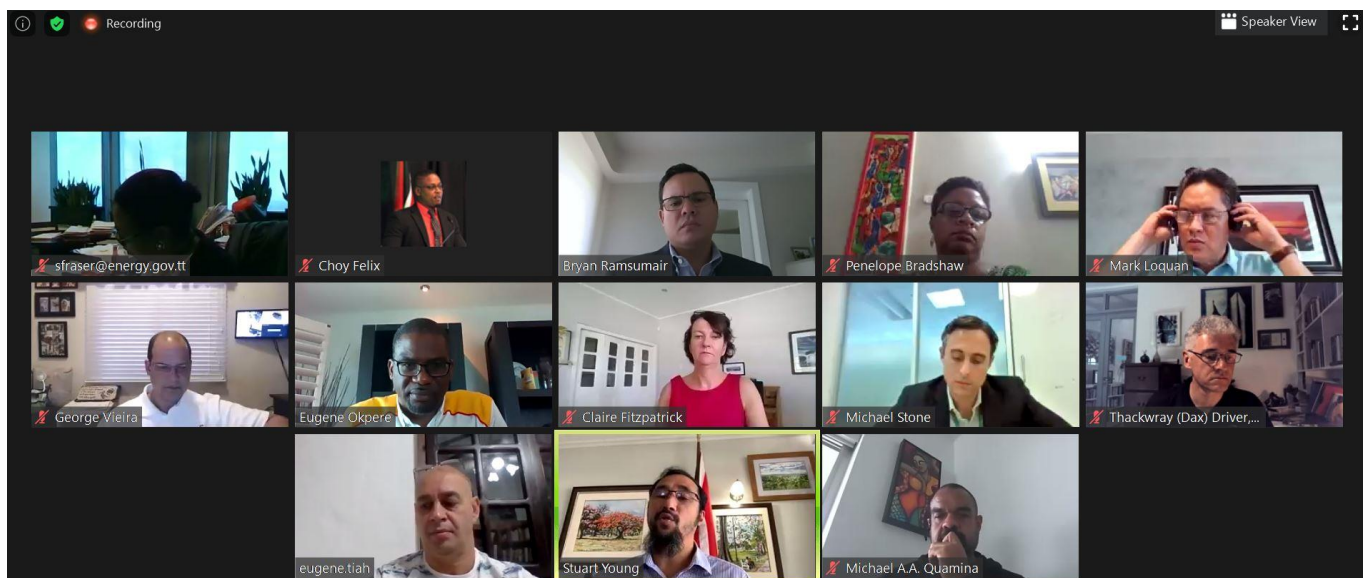 Recording
Speaker View
sfraser@energy.gov.tt
Choy Felix
Bryan Ramsumair
Penelope Bradshaw
Mark Loquan
George Vieira
Eugene Okpere
Claire Fitzpatrick
Michael Stone
Thackwray (Dax) Driver,...
eugene.tiah
Stuart Young
Michael A.A. Quamina